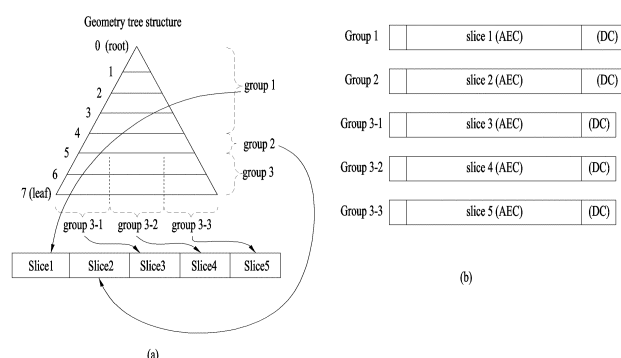 Geometry tree structure
0 (root)
1
2
3
4
5
6
7 (leaf)
group 1
group 2
group 3
group 3-1
group 3-2
group 3-3
Slice1
Slice2
Slice3
Slice4
Slice5
(a)
Group 1
slice 1 (AEC)
(DC)
Group 2
slice 2 (AEC)
(DC)
Group 3-1
slice 3 (AEC)
(DC)
Group 3-2
slice 4 (AEC)
(DC)
Group 3-3
slice 5 (AEC)
(DC)
(b)